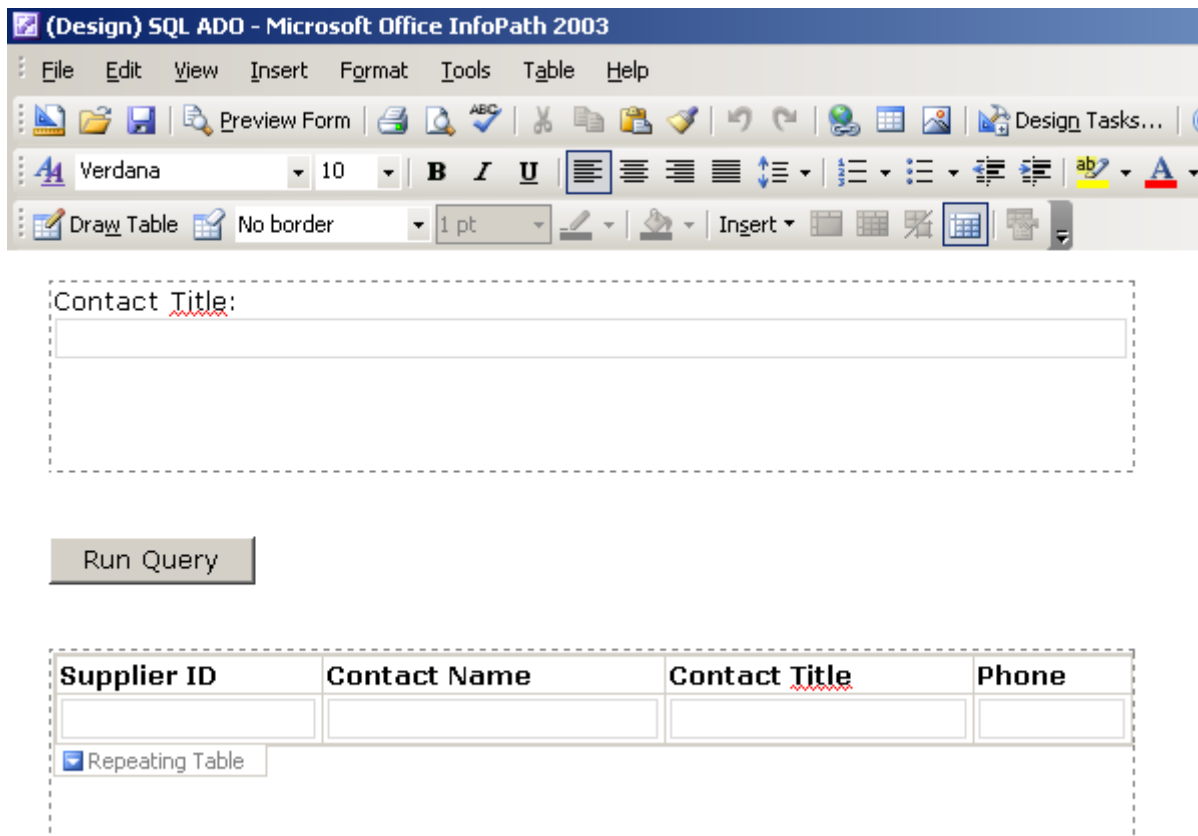 (Design) SQL ADO - Microsoft Office InfoPath 2003
File Edit View Insert Format Tools Table Help
Preview Form ABC Design Tasks...
Verdana 10 B I U ab A
Draw Table No border 1 pt Insert
Contact Title:
Run Query
Supplier ID Contact Name Contact Title Phone
Repeating Table